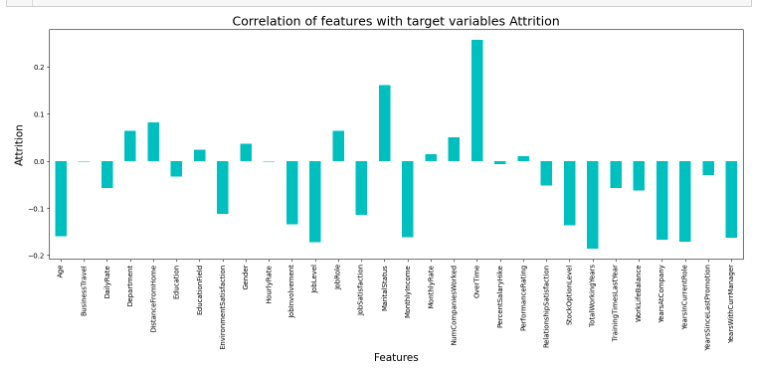 Correlation of features with target variables Attrition
Attrition
0.2
0.1
0.0
−0.1
−0.2
Age
BusinessTravel
DailyRate
Department
DistanceFromHome
Education
EducationField
EnvironmentSatisfaction
Gender
HourlyRate
JobInvolvement
JobLevel
JobRole
JobSatisfaction
MaritalStatus
MonthlyIncome
MonthlyRate
NumCompaniesWorked
OverTime
PercentSalaryHike
PerformanceRating
RelationshipSatisfaction
StockOptionLevel
TotalWorkingYears
TrainingTimesLastYear
WorkLifeBalance
YearsAtCompany
YearsInCurrentRole
YearsSinceLastPromotion
YearsWithCurrManager
Features